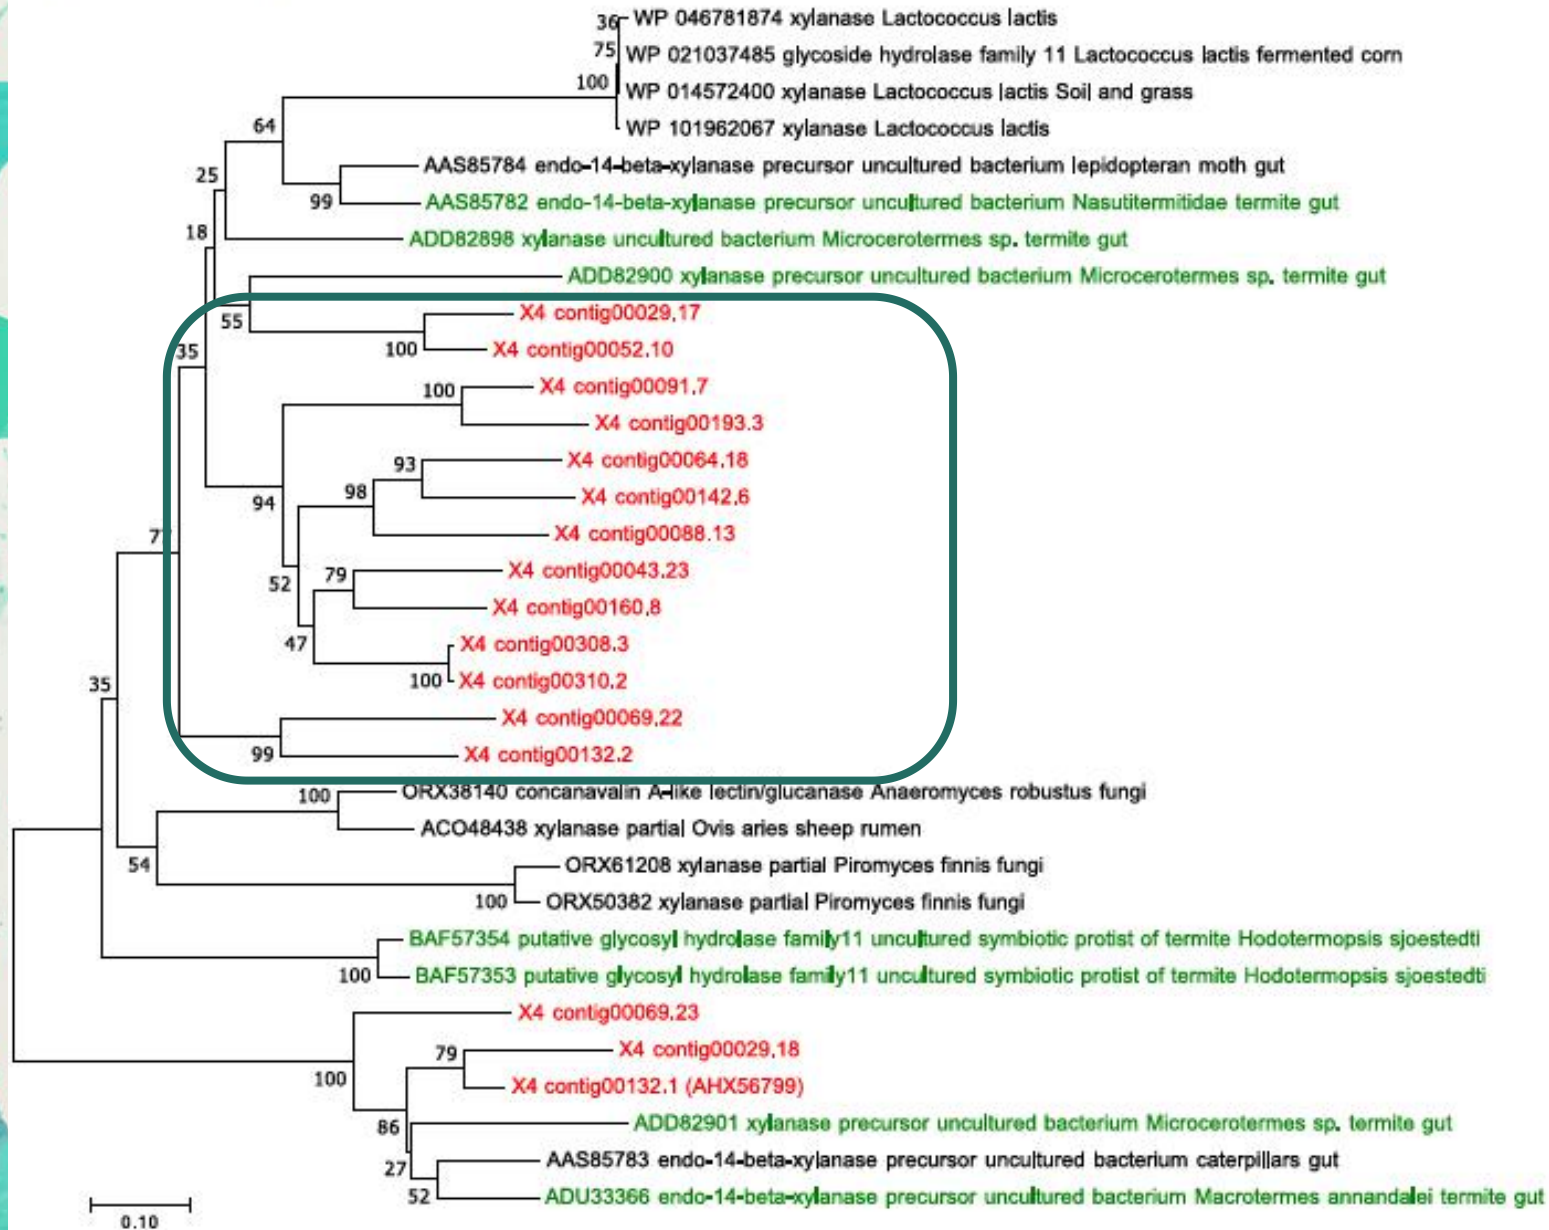 36 WP 046781874 xylanase Lactococcus lactis
75 WP 021037485 glycoside hydrolase family 11 Lactococcus lactis fermented corn
100 WP 014572400 xylanase Lactococcus lactis Soil and grass
WP 101962067 xylanase Lactococcus lactis
64
AAS85784 endo-14-beta-xylanase precursor uncultured bacterium lepidopteran moth gut
25
99 AAS85782 endo-14-beta-xylanase precursor uncultured bacterium Nasutitermitidae termite gut
18 ADD82898 xylanase uncultured bacterium Microcerotermes sp. termite gut
ADD82900 xylanase precursor uncultured bacterium Microcerotermes sp. termite gut
55 X4 contig00029.17
35 100 X4 contig00052.10
100 X4 contig00091.7
X4 contig00193.3
93 X4 contig00064.18
94 98 X4 contig00142.6
77 X4 contig00088.13
52 79 X4 contig00043.23
X4 contig00160.8
47 X4 contig00308.3
35 100 X4 contig00310.2
X4 contig00069.22
99 X4 contig00132.2
100 ORX38140 concanavalin A-like lectin/glucanase Anaeromyces robustus fungi
ACO48438 xylanase partial Ovis aries sheep rumen
54 ORX61208 xylanase partial Piromyces finnis fungi
100 ORX50382 xylanase partial Piromyces finnis fungi
BAF57354 putative glycosyl hydrolase family11 uncultured symbiotic protist of termite Hodotermopsis sjoestedti
100 BAF57353 putative glycosyl hydrolase family11 uncultured symbiotic protist of termite Hodotermopsis sjoestedti
X4 contig00069.23
79 X4 contig00029.18
100 X4 contig00132.1 (AHX56799)
86 ADD82901 xylanase precursor uncultured bacterium Microcerotermes sp. termite gut
27 AAS85783 endo-14-beta-xylanase precursor uncultured bacterium caterpillars gut
52 ADU33366 endo-14-beta-xylanase precursor uncultured bacterium Macrotermes annandalei termite gut
0.10